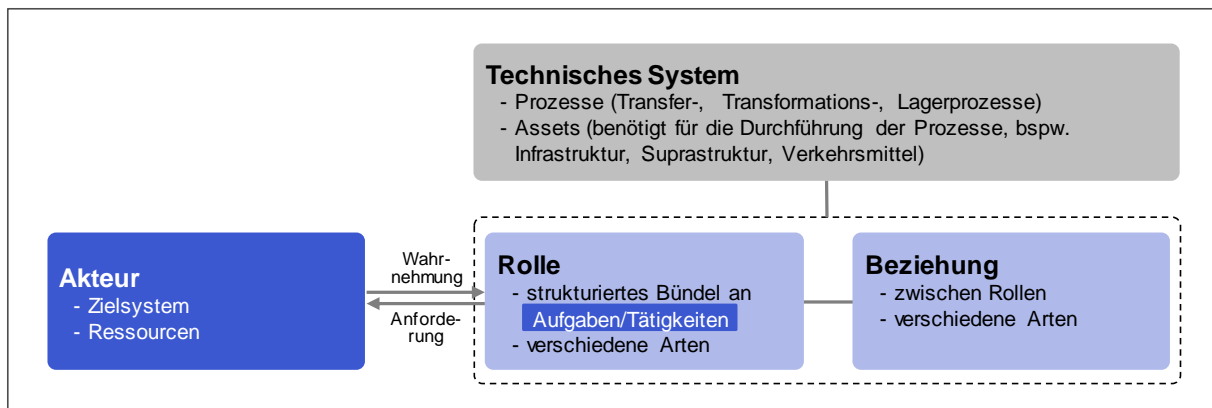 Technisches System
- Prozesse (Transfer-, Transformations-, Lagerprozesse)
- Assets (benötigt für die Durchführung der Prozesse, bspw.
Infrastruktur, Suprastruktur, Verkehrsmittel)
Akteur
- Zielsystem
- Ressourcen
Wahr-
nehmung
Anforde-
rung
Rolle
- strukturiertes Bündel an
Aufgaben/Tätigkeiten
- verschiedene Arten
Beziehung
- zwischen Rollen
- verschiedene Arten